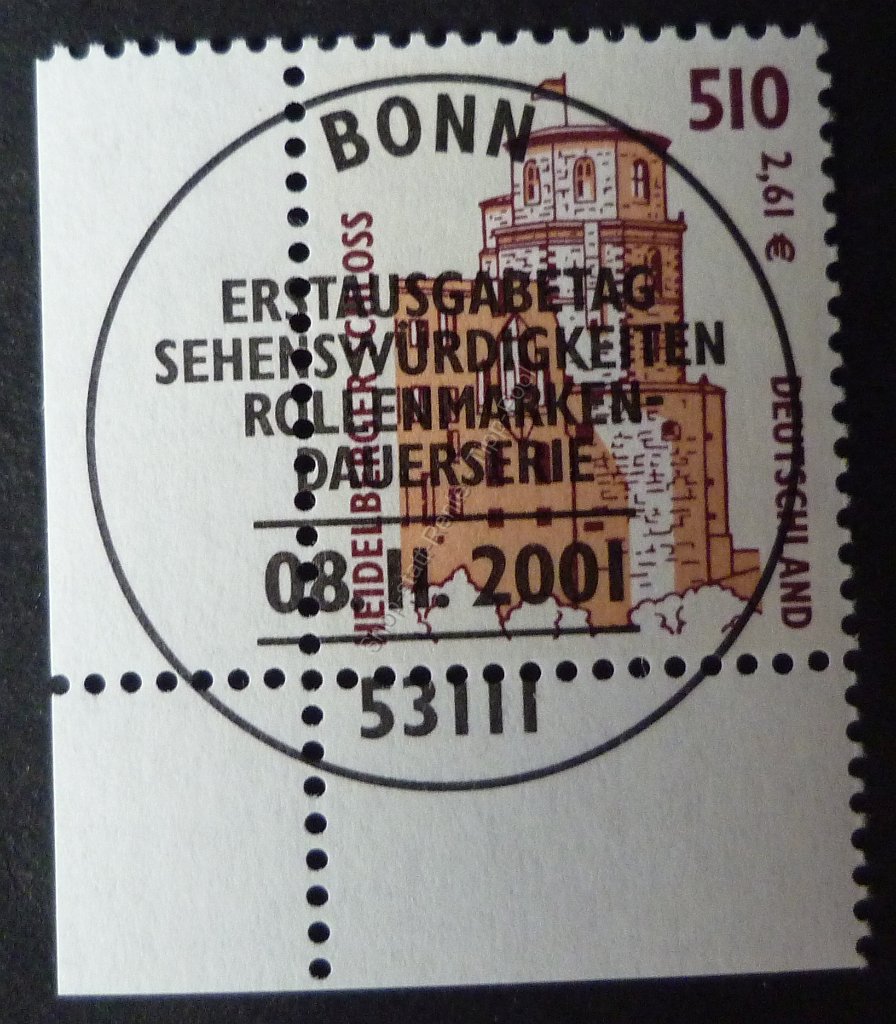 BONN
510
2,61 €
HEIDELBERGER SCHLOSS
ERSTAUSGABETAG
SEHENSWÜRDIGKEITEN
ROLLENMARKEN-
DAUERSERIE
08.11.2001
53111
DEUTSCHLAND